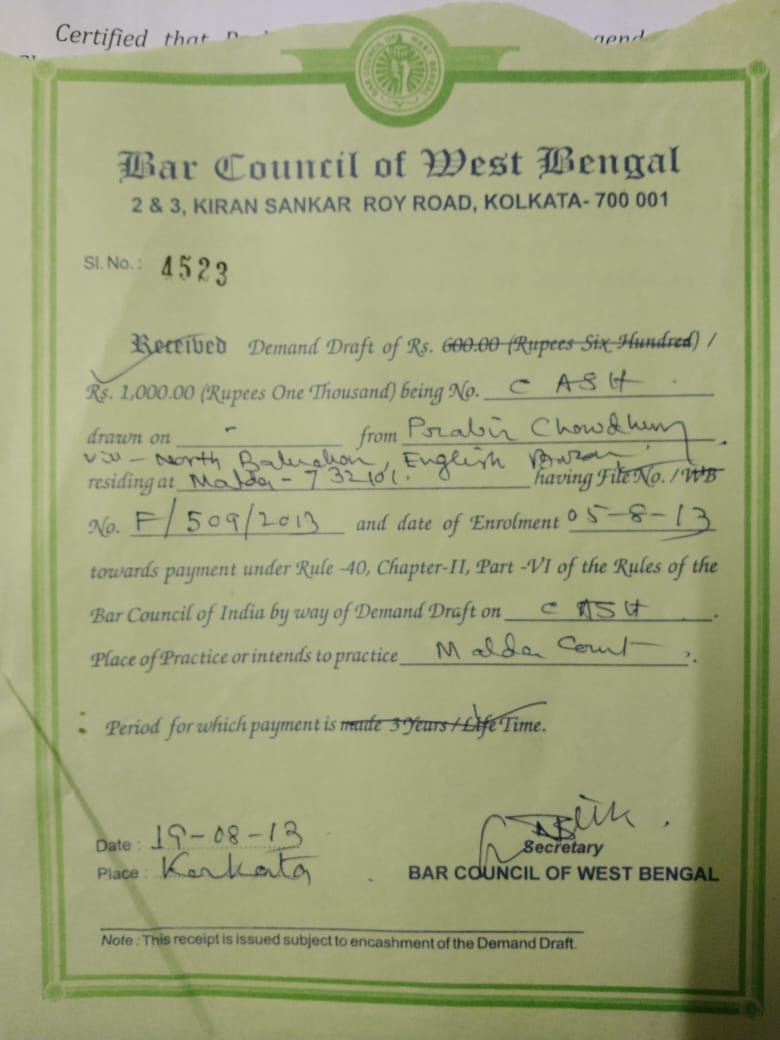 Certified that
BAR COUNCIL OF WEST BENGAL
Bar Council of West Bengal
2 & 3, KIRAN SANKAR ROY ROAD, KOLKATA- 700 001
Sl. No. : 4523
Received Demand Draft of Rs. 600.00 (Rupees Six Hundred) /
Rs. 1,000.00 (Rupees One Thousand) being No. CASH
drawn on - from Prabir Chowdhury
vill - North Baluchar, English Bazar
residing at Malda - 732101. having File No. / WB
No. F/509/2013 and date of Enrolment 05-8-13
towards payment under Rule -40, Chapter-II, Part -VI of the Rules of the
Bar Council of India by way of Demand Draft on CASH.
Place of Practice or intends to practice Malda Court.
Period for which payment is made 3 Years / Life Time.
Date : 19-08-13
Place : Kolkata
Secretary
BAR COUNCIL OF WEST BENGAL
Note : This receipt is issued subject to encashment of the Demand Draft.